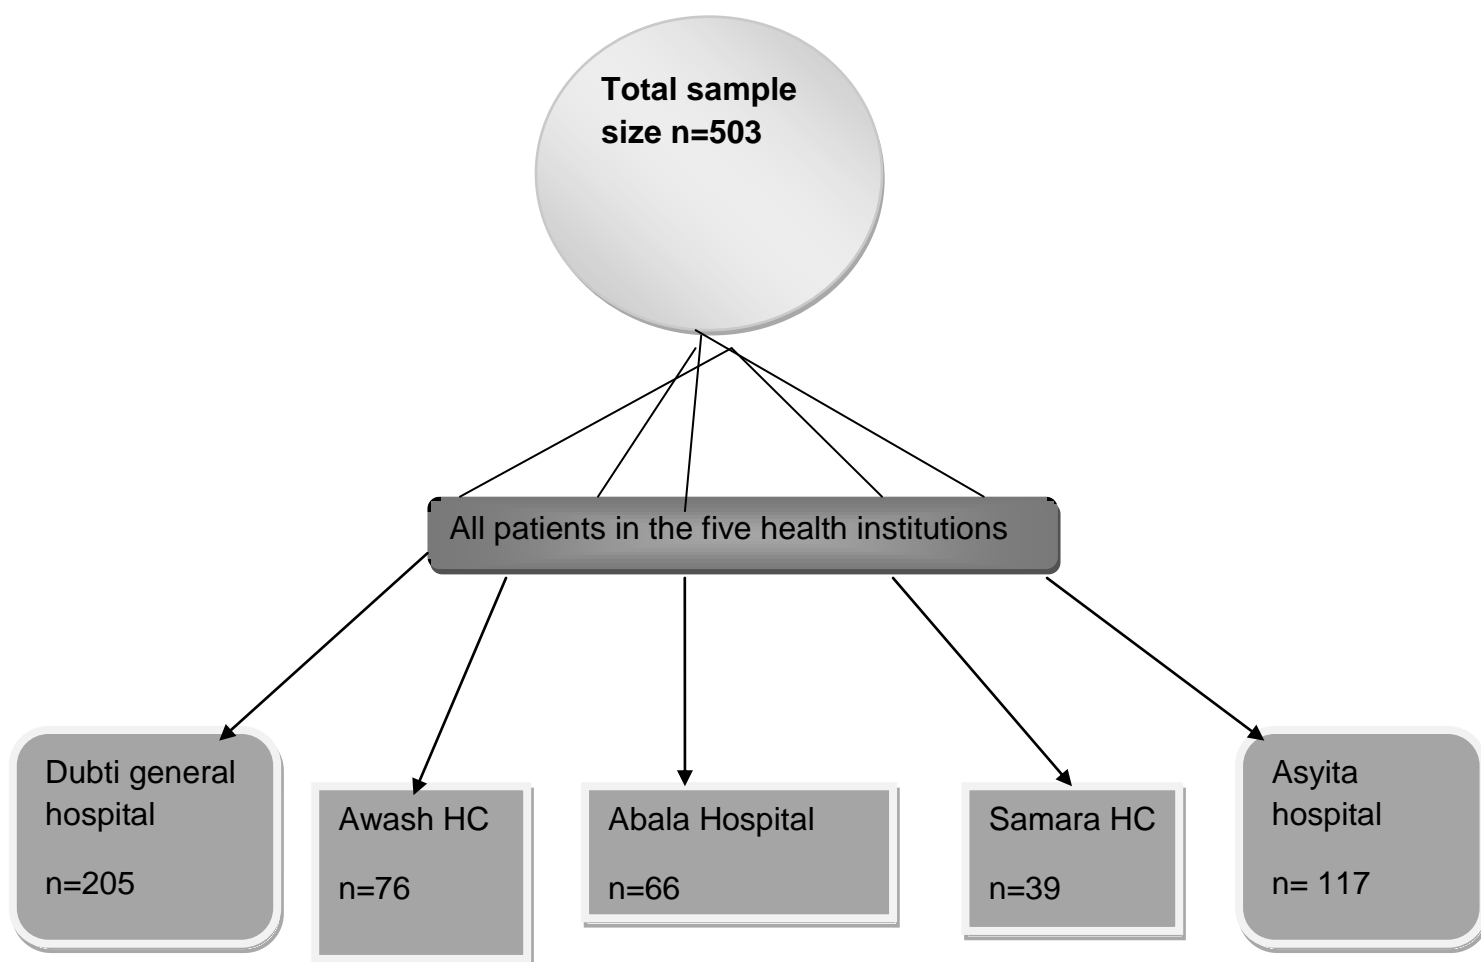 Total sample
size n=503
All patients in the five health institutions
Dubti general
hospital
n=205
Awash HC
n=76
Abala Hospital
n=66
Samara HC
n=39
Asyita
hospital
n= 117